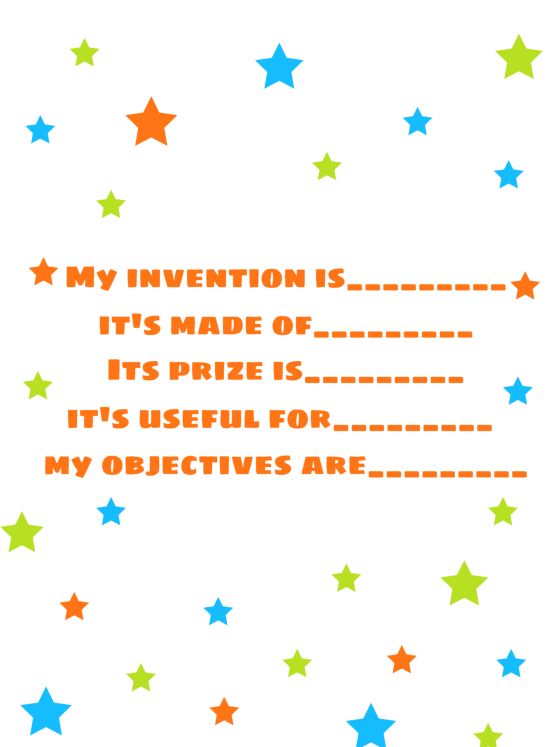 My invention is_________
it's made of_________
Its prize is_________
it's useful for_________
my objectives are_________